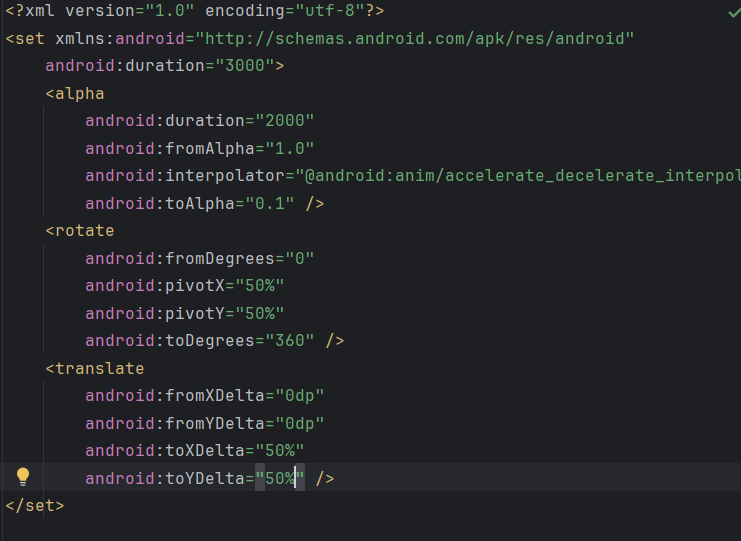 <?xml version="1.0" encoding="utf-8"?>
<set xmlns:android="http://schemas.android.com/apk/res/android"
    android:duration="3000">
    <alpha
        android:duration="2000"
        android:fromAlpha="1.0"
        android:interpolator="@android:anim/accelerate_decelerate_interpol
        android:toAlpha="0.1" />
    <rotate
        android:fromDegrees="0"
        android:pivotX="50%"
        android:pivotY="50%"
        android:toDegrees="360" />
    <translate
        android:fromXDelta="0dp"
        android:fromYDelta="0dp"
        android:toXDelta="50%"
        android:toYDelta="50%" />
</set>